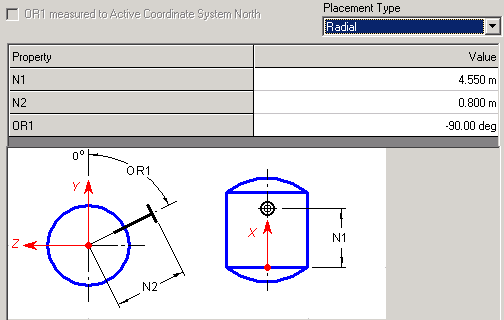 OR1 measured to Active Coordinate System North
Placement Type
Radial
Property Value
N1 4.550 m
N2 0.800 m
OR1 -90.00 deg
0°
OR1
Y
Z
N2
X
N1